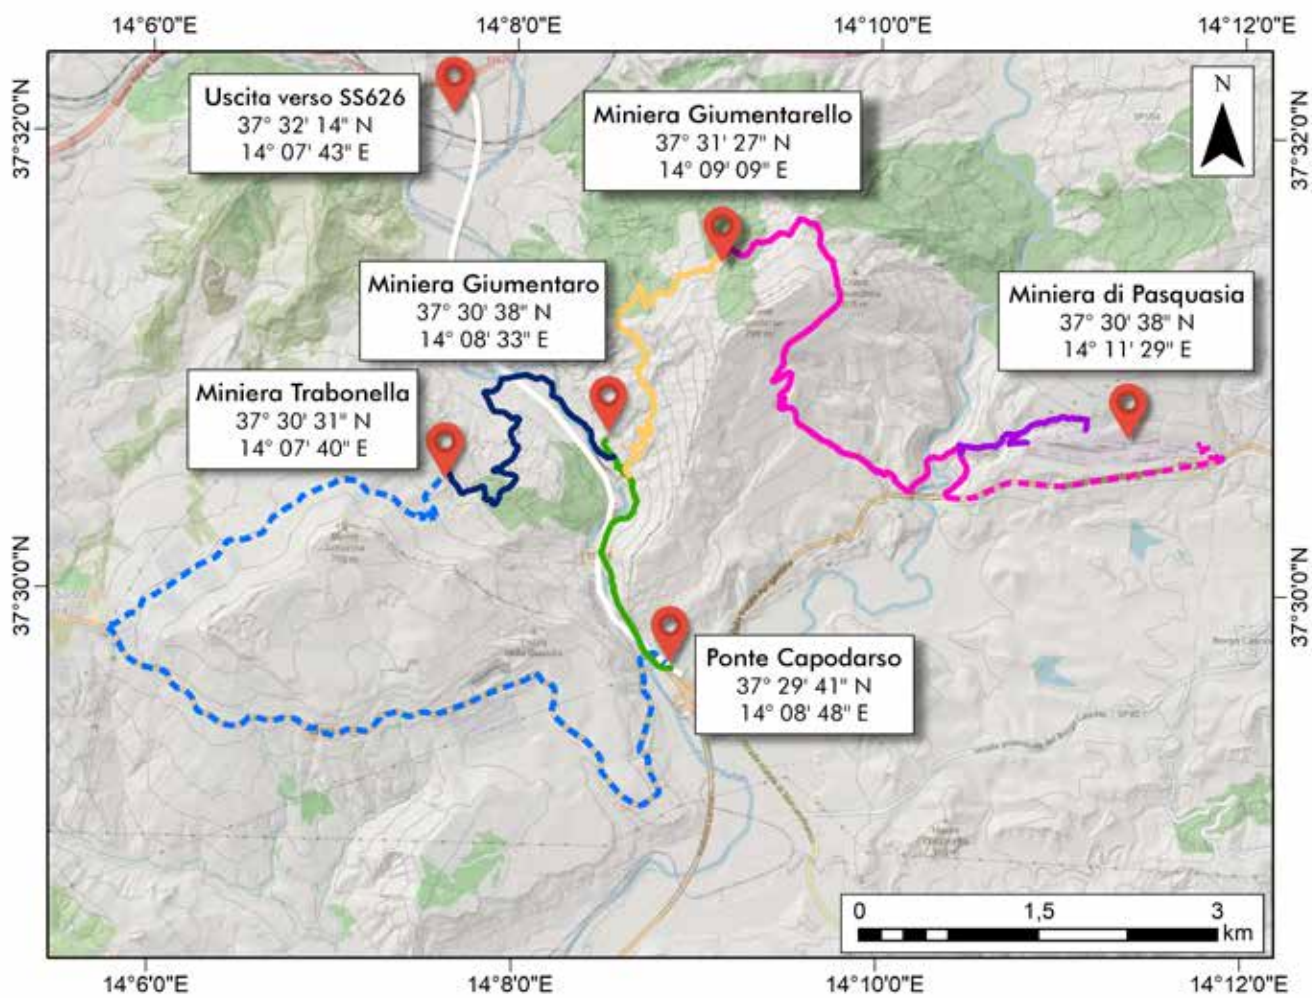 14°6'0"E
14°8'0"E
14°10'0"E
14°12'0"E
37°32'0"N
37°32'0"N
N
Uscita verso SS626
37° 32' 14" N
14° 07' 43" E
Miniera Giumentarello
37° 31' 27" N
14° 09' 09" E
Miniera Giumentaro
37° 30' 38" N
14° 08' 33" E
Miniera di Pasquasia
37° 30' 38" N
14° 11' 29" E
Miniera Trabonella
37° 30' 31" N
14° 07' 40" E
37°30'0"N
37°30'0"N
Ponte Capodarso
37° 29' 41" N
14° 08' 48" E
0
1,5
3
km
14°6'0"E
14°8'0"E
14°10'0"E
14°12'0"E